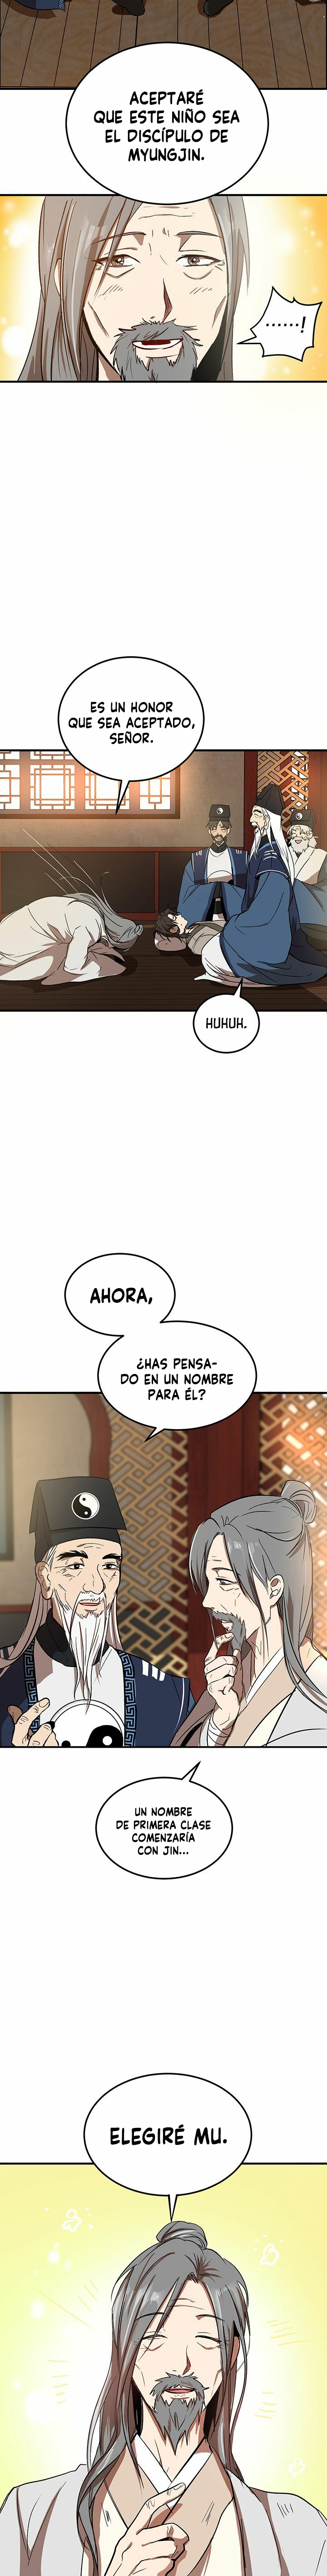 ACEPTARÉ
QUE ESTE NIÑO SEA
EL DISCÍPULO DE
MYUNGJIN.
......!
ES UN HONOR
QUE SEA ACEPTADO,
SEÑOR.
HUHUH.
AHORA,
¿HAS PENSA-
DO EN UN NOMBRE
PARA ÉL?
UN NOMBRE
DE PRIMERA CLASE
COMENZARÍA
CON JIN...
ELEGIRÉ MU.